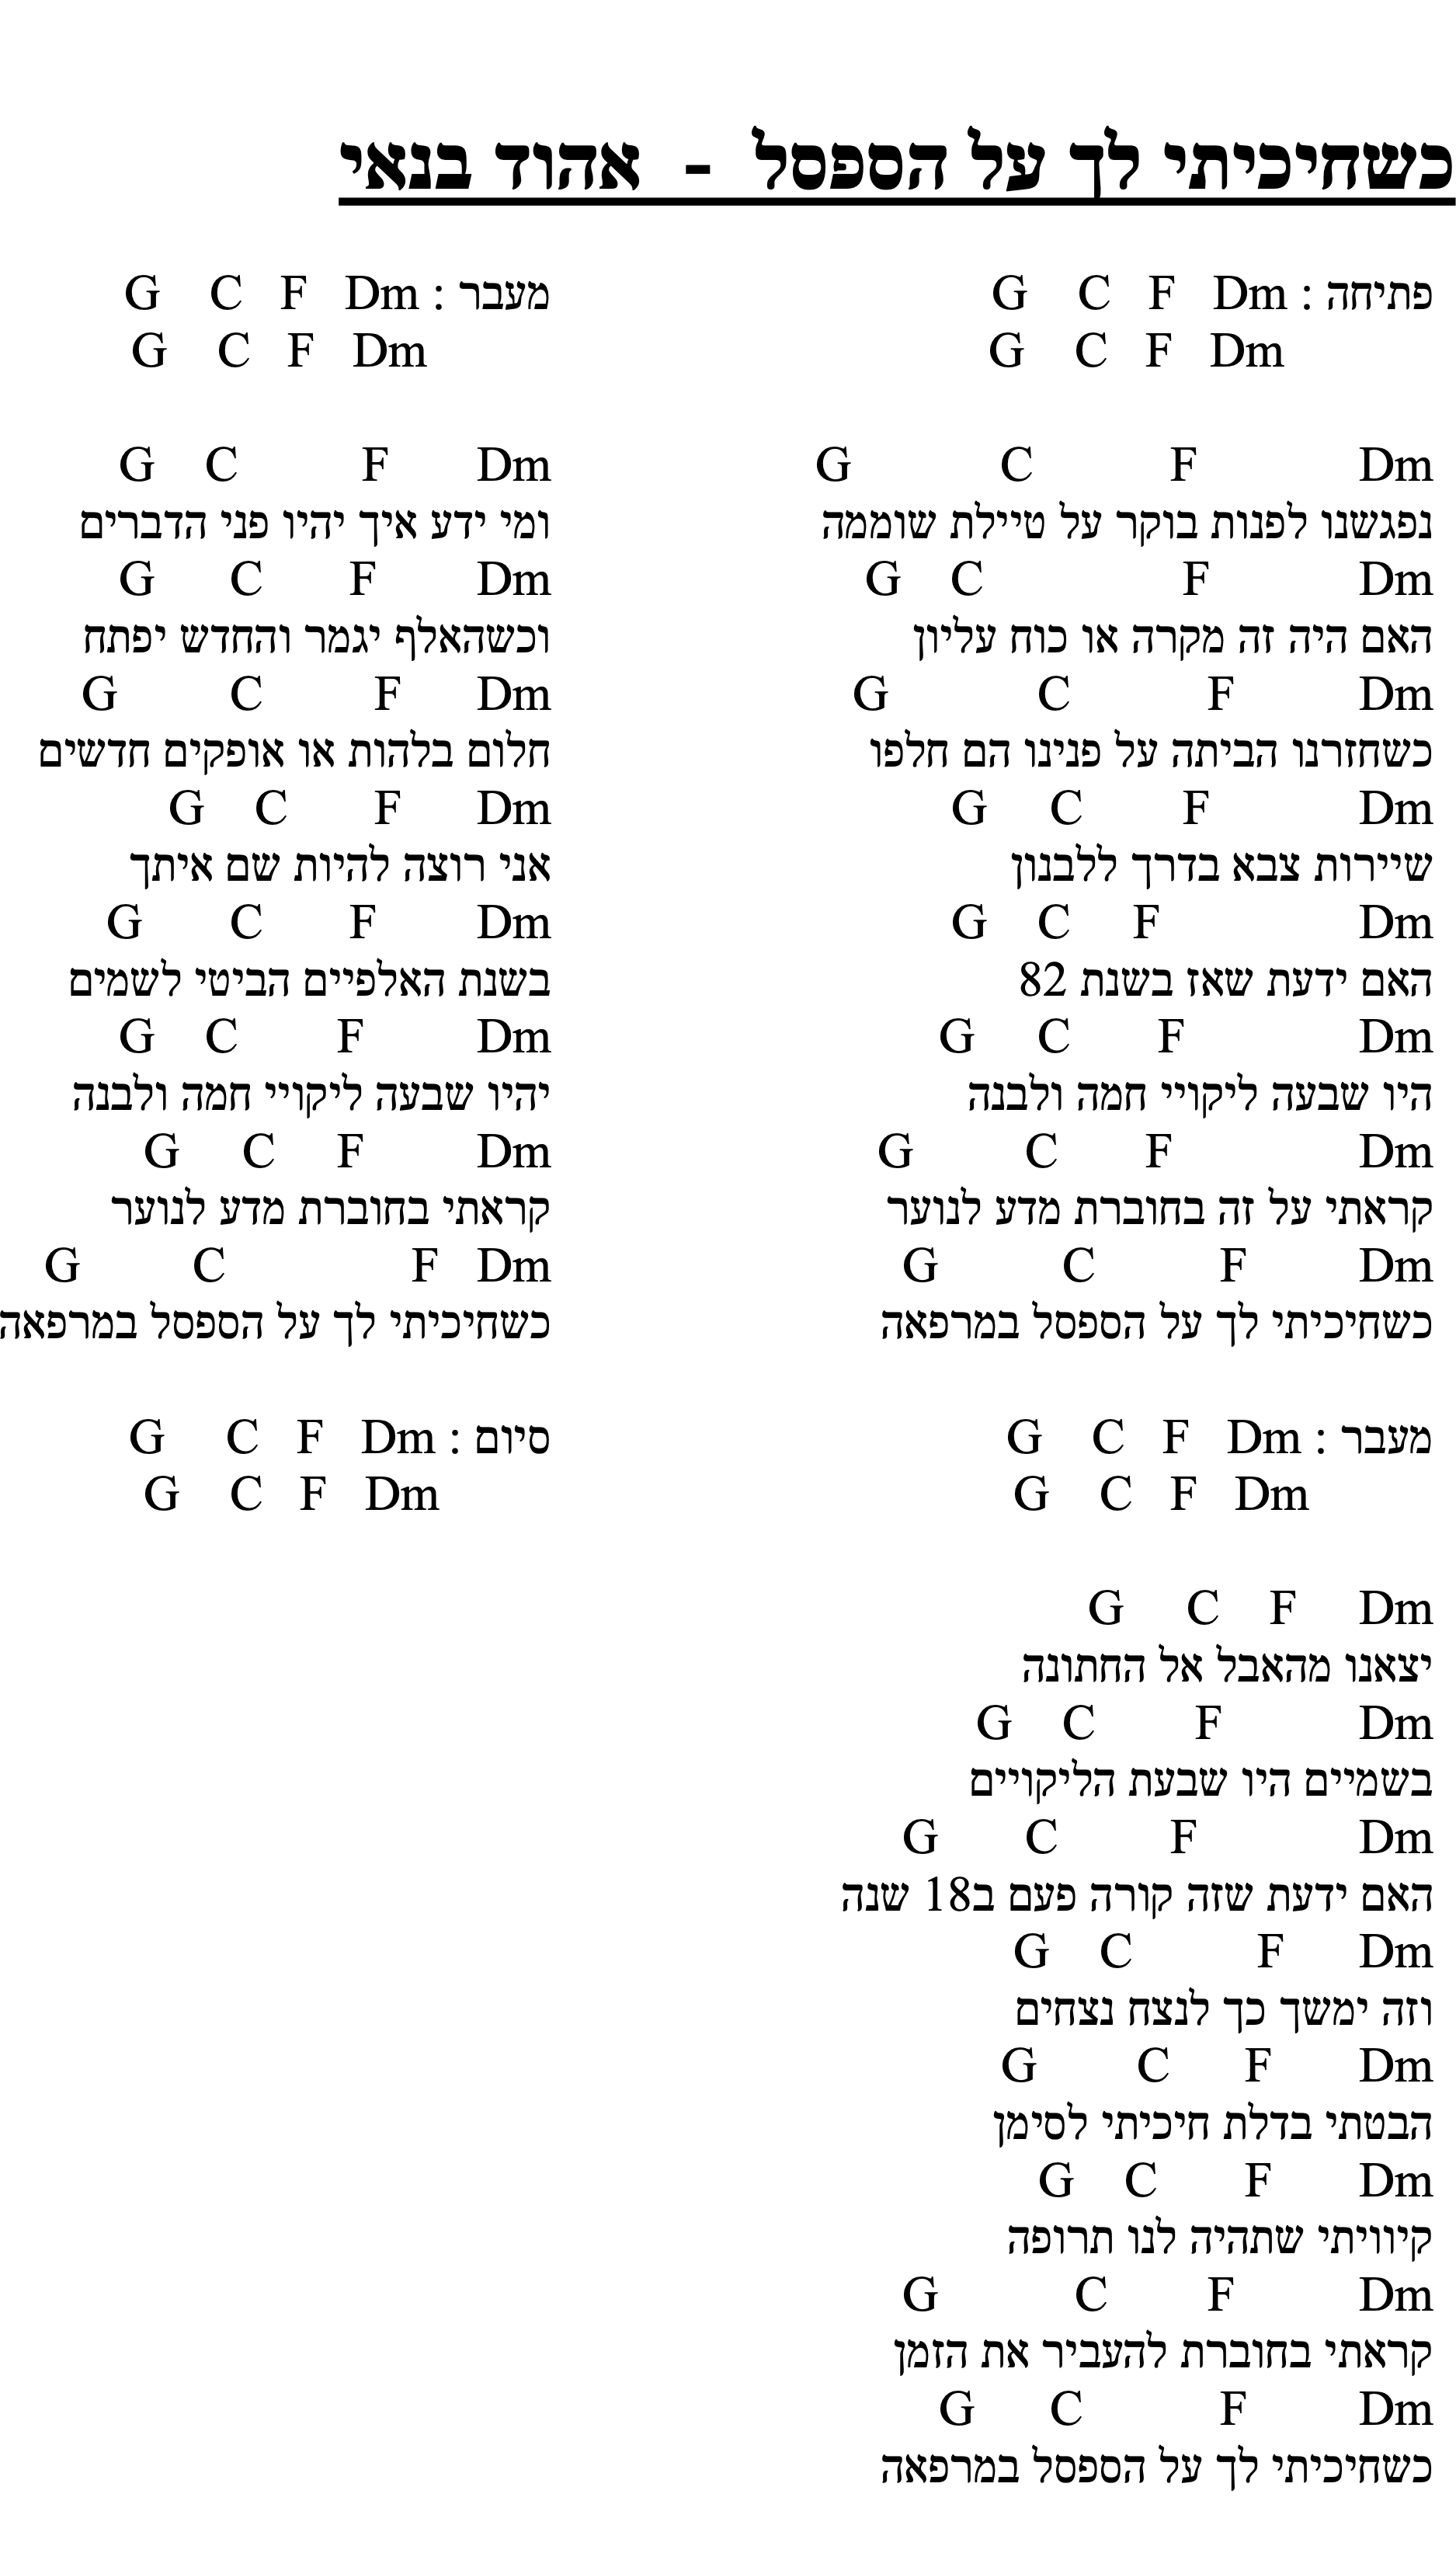 כשחיכיתי לך על הספסל - אהוד בנאי
פתיחה : G C F Dm
G C F Dm
G C F Dm
נפגשנו לפנות בוקר על טיילת שוממה
G C F Dm
האם היה זה מקרה או כוח עליון
G C F Dm
כשחזרנו הביתה על פנינו הם חלפו
G C F Dm
שיירות צבא בדרך ללבנון
G C F Dm
האם ידעת שאז בשנת 82
G C F Dm
היו שבעה ליקויי חמה ולבנה
G C F Dm
קראתי על זה בחוברת מדע לנוער
G C F Dm
כשחיכיתי לך על הספסל במרפאה
מעבר : G C F Dm
G C F Dm
G C F Dm
יצאנו מהאבל אל החתונה
G C F Dm
בשמיים היו שבעת הליקויים
G C F Dm
האם ידעת שזה קורה פעם ב18 שנה
G C F Dm
וזה ימשך כך לנצח נצחים
G C F Dm
הבטתי בדלת חיכיתי לסימן
G C F Dm
קיוויתי שתהיה לנו תרופה
G C F Dm
קראתי בחוברת להעביר את הזמן
G C F Dm
כשחיכיתי לך על הספסל במרפאה
מעבר : G C F Dm
G C F Dm
G C F Dm
ומי ידע איך יהיו פני הדברים
G C F Dm
וכשהאלף יגמר והחדש יפתח
G C F Dm
חלום בלהות או אופקים חדשים
G C F Dm
אני רוצה להיות שם איתך
G C F Dm
בשנת האלפיים הביטי לשמים
G C F Dm
יהיו שבעה ליקויי חמה ולבנה
G C F Dm
קראתי בחוברת מדע לנוער
G C F Dm
כשחיכיתי לך על הספסל במרפאה
סיום : G C F Dm
G C F Dm